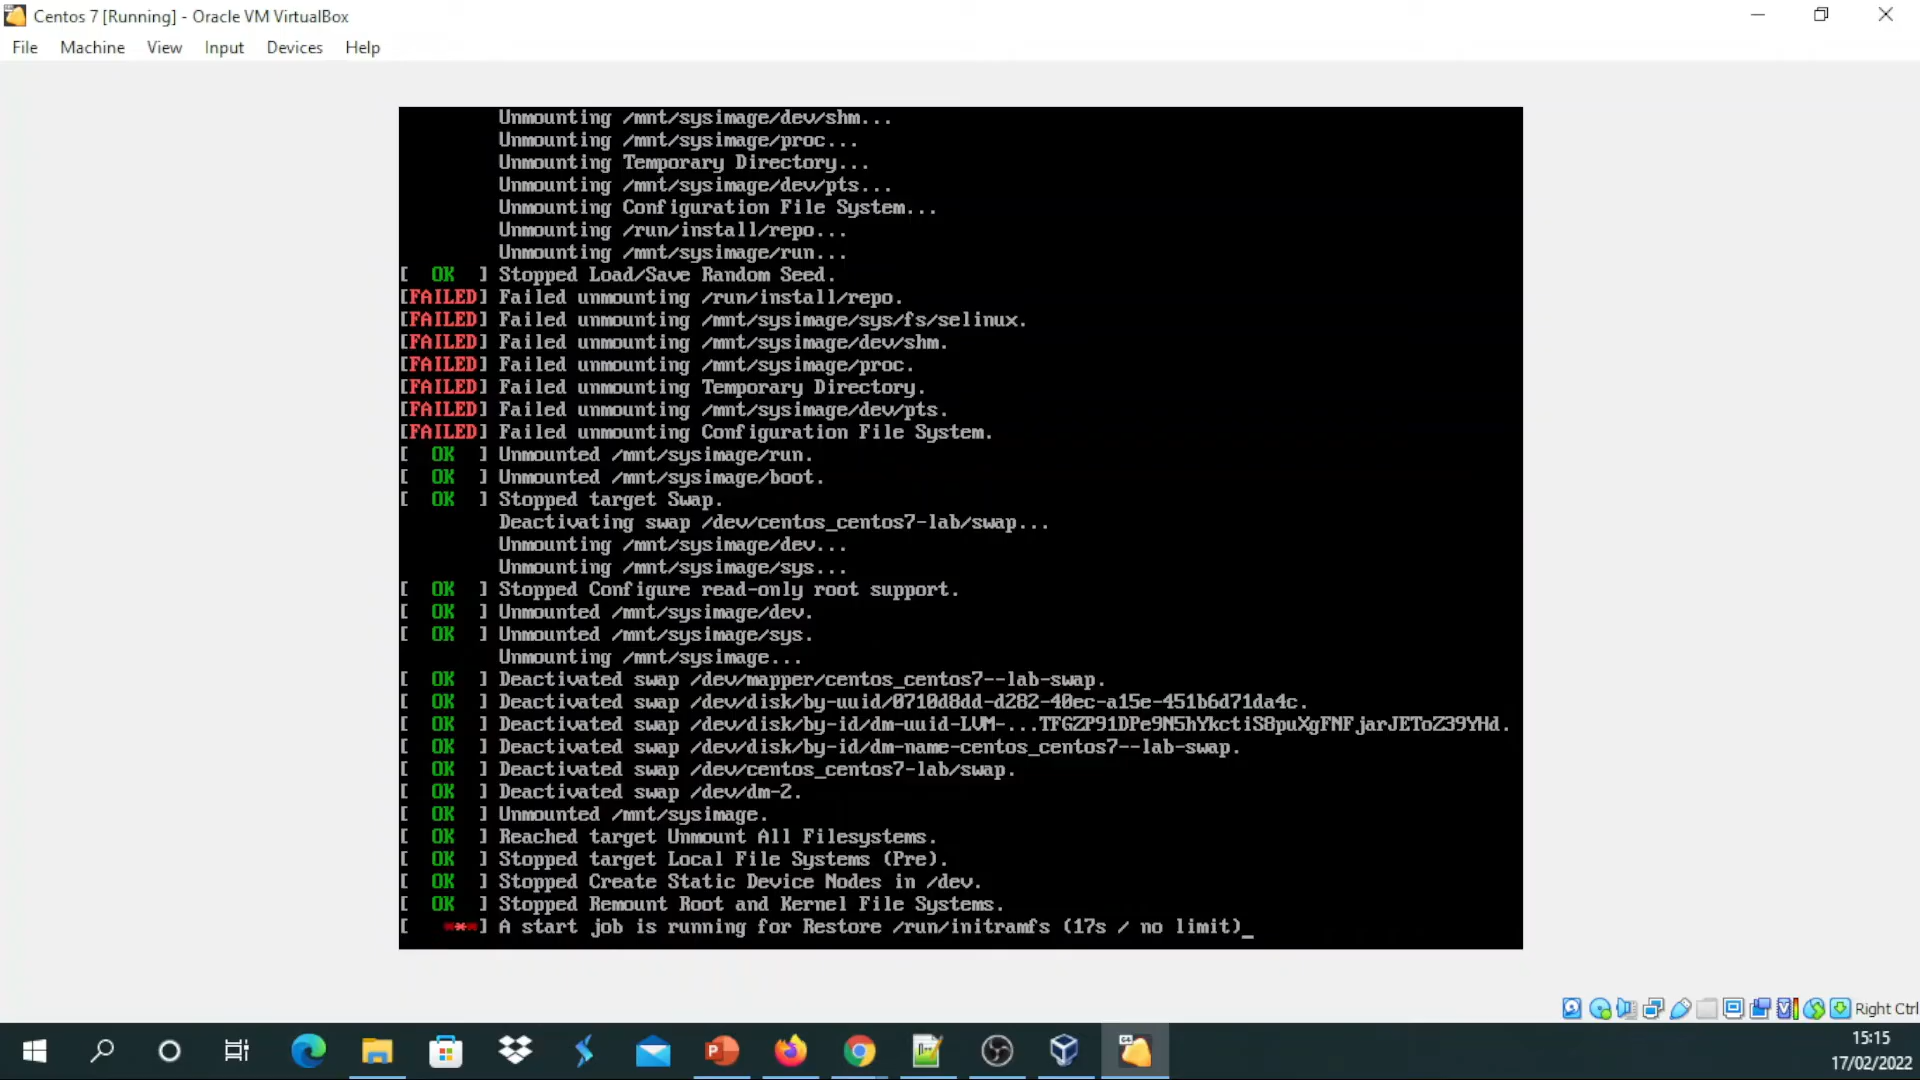 Centos 7 [Running] - Oracle VM VirtualBox
File Machine View Input Devices Help
Unmounting /mnt/sysimage/dev/shm...
Unmounting /mnt/sysimage/proc...
Unmounting Temporary Directory...
Unmounting /mnt/sysimage/dev/pts...
Unmounting Configuration File System...
Unmounting /run/install/repo...
Unmounting /mnt/sysimage/run...
[ OK ] Stopped Load/Save Random Seed.
[FAILED] Failed unmounting /run/install/repo.
[FAILED] Failed unmounting /mnt/sysimage/sys/fs/selinux.
[FAILED] Failed unmounting /mnt/sysimage/dev/shm.
[FAILED] Failed unmounting /mnt/sysimage/proc.
[FAILED] Failed unmounting Temporary Directory.
[FAILED] Failed unmounting /mnt/sysimage/dev/pts.
[FAILED] Failed unmounting Configuration File System.
[ OK ] Unmounted /mnt/sysimage/run.
[ OK ] Unmounted /mnt/sysimage/boot.
[ OK ] Stopped target Swap.
Deactivating swap /dev/centos_centos7-lab/swap...
Unmounting /mnt/sysimage/dev...
Unmounting /mnt/sysimage/sys...
[ OK ] Stopped Configure read-only root support.
[ OK ] Unmounted /mnt/sysimage/dev.
[ OK ] Unmounted /mnt/sysimage/sys.
Unmounting /mnt/sysimage...
[ OK ] Deactivated swap /dev/mapper/centos_centos7--lab-swap.
[ OK ] Deactivated swap /dev/disk/by-uuid/0710d8dd-d282-40ec-a15e-451b6d71da4c.
[ OK ] Deactivated swap /dev/disk/by-id/dm-uuid-LVM-...TFGZP91DPe9N5hYkctiS8puXgFNFjarJEToZ39YHd.
[ OK ] Deactivated swap /dev/disk/by-id/dm-name-centos_centos7--lab-swap.
[ OK ] Deactivated swap /dev/centos_centos7-lab/swap.
[ OK ] Deactivated swap /dev/dm-2.
[ OK ] Unmounted /mnt/sysimage.
[ OK ] Reached target Unmount All Filesystems.
[ OK ] Stopped target Local File Systems (Pre).
[ OK ] Stopped Create Static Device Nodes in /dev.
[ OK ] Stopped Remount Root and Kernel File Systems.
[ ***] A start job is running for Restore /run/initramfs (17s / no limit)_
Right Ctrl
15:15
17/02/2022